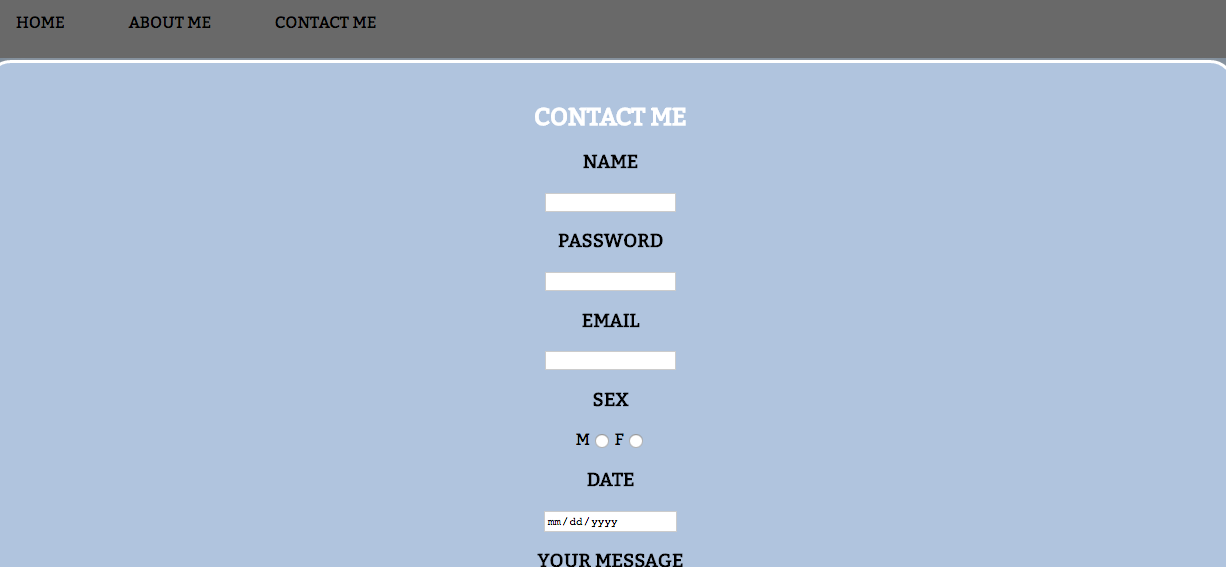 HOME ABOUT ME CONTACT ME
CONTACT ME
NAME
PASSWORD
EMAIL
SEX
M F
DATE
mm/dd/yyyy
YOUR MESSAGE